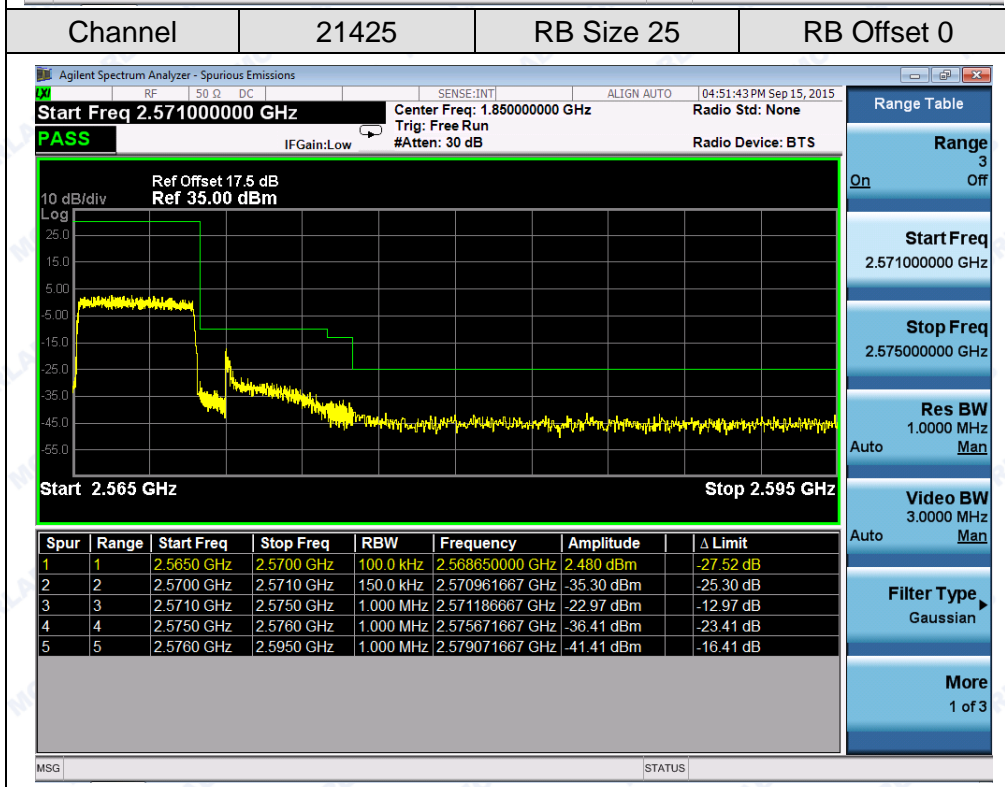 Channel 21425 RB Size 25 RB Offset 0
Agilent Spectrum Analyzer - Spurious Emissions
LXI RF 50 Ω DC SENSE:INT ALIGN AUTO 04:51:43 PM Sep 15, 2015
Start Freq 2.571000000 GHz Center Freq: 1.850000000 GHz Radio Std: None
Trig: Free Run
PASS IFGain:Low #Atten: 30 dB Radio Device: BTS
Ref Offset 17.5 dB
10 dB/div Ref 35.00 dBm
Log
25.0
15.0
5.00
-5.00
-15.0
-25.0
-35.0
-45.0
-55.0
Start 2.565 GHz Stop 2.595 GHz
Spur Range Start Freq Stop Freq RBW Frequency Amplitude Δ Limit
1 1 2.5650 GHz 2.5700 GHz 100.0 kHz 2.568650000 GHz 2.480 dBm -27.52 dB
2 2 2.5700 GHz 2.5710 GHz 150.0 kHz 2.570961667 GHz -35.30 dBm -25.30 dB
3 3 2.5710 GHz 2.5750 GHz 1.000 MHz 2.571186667 GHz -22.97 dBm -12.97 dB
4 4 2.5750 GHz 2.5760 GHz 1.000 MHz 2.575671667 GHz -36.41 dBm -23.41 dB
5 5 2.5760 GHz 2.5950 GHz 1.000 MHz 2.579071667 GHz -41.41 dBm -16.41 dB
MSG STATUS
Range Table
Range
3
On Off
Start Freq
2.571000000 GHz
Stop Freq
2.575000000 GHz
Res BW
1.0000 MHz
Auto Man
Video BW
3.0000 MHz
Auto Man
Filter Type
Gaussian
More
1 of 3